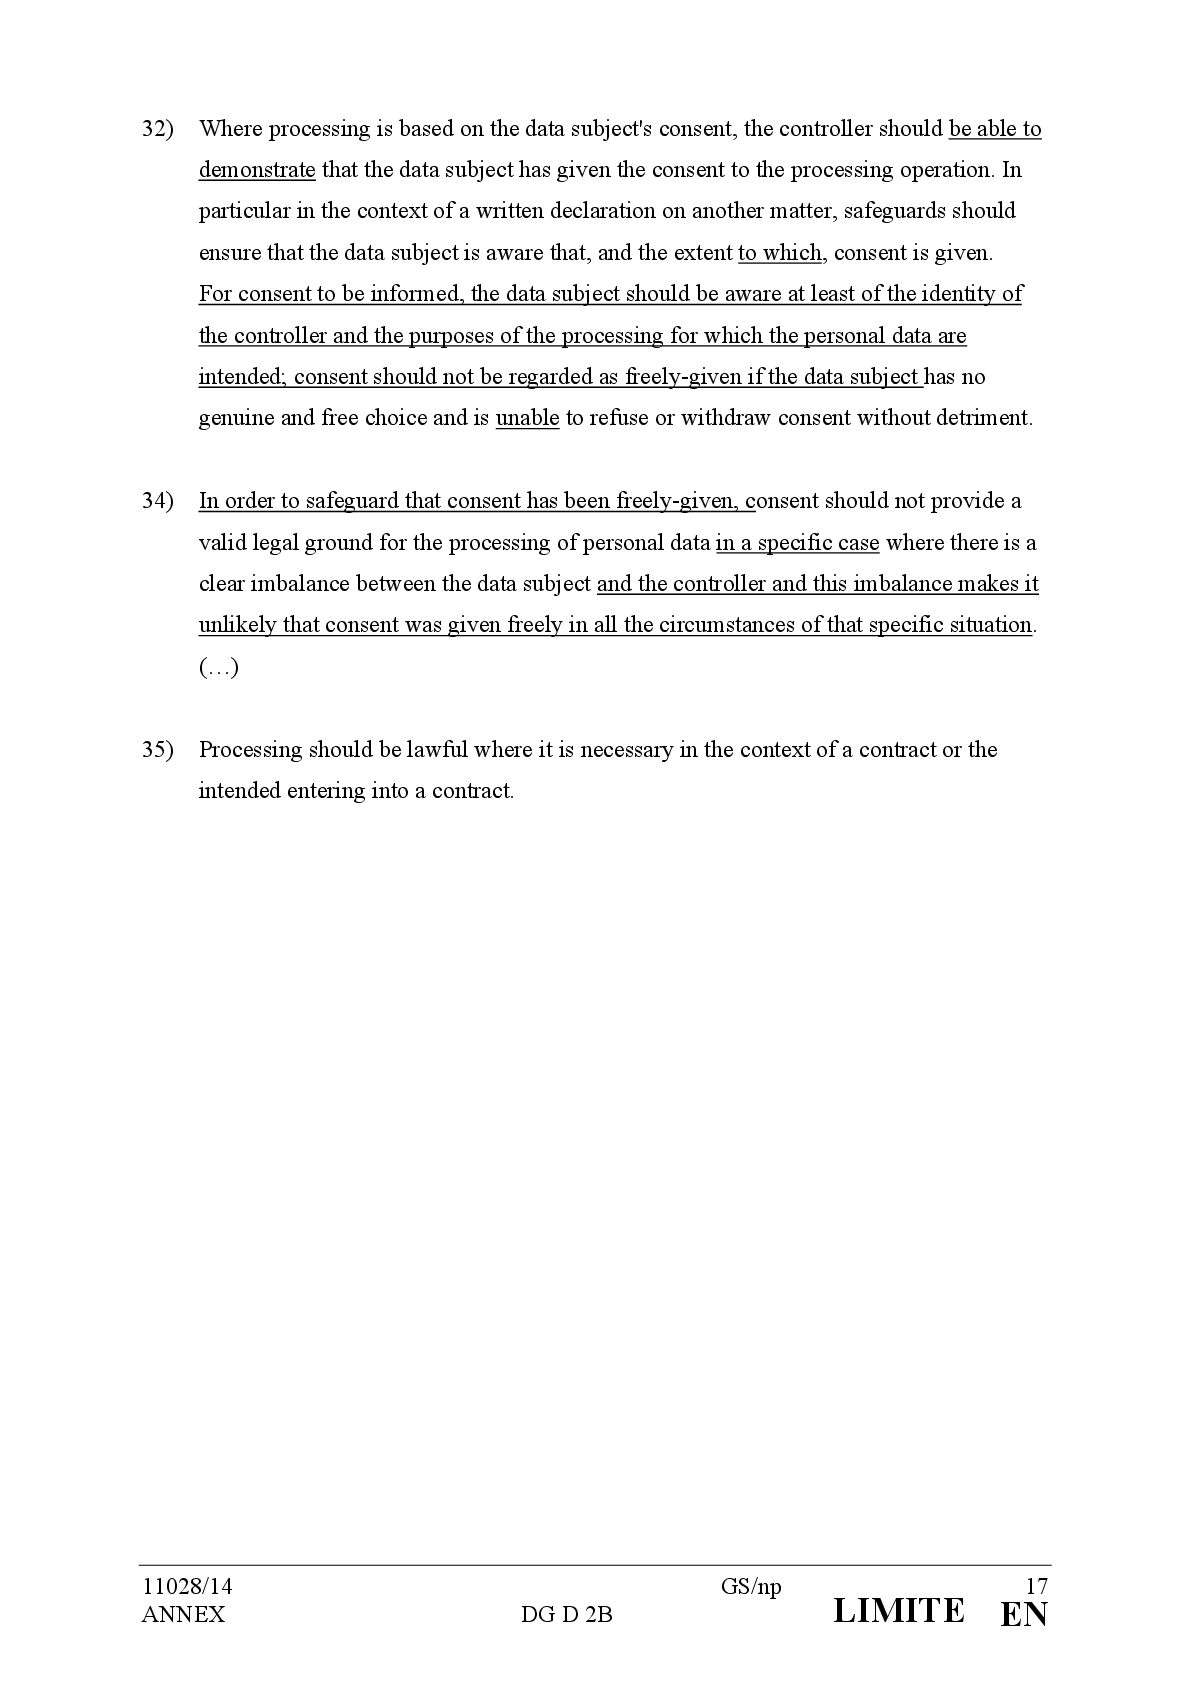 32) Where processing is based on the data subject's consent, the controller should be able to
demonstrate that the data subject has given the consent to the processing operation. In
particular in the context of a written declaration on another matter, safeguards should
ensure that the data subject is aware that, and the extent to which, consent is given.
For consent to be informed, the data subject should be aware at least of the identity of
the controller and the purposes of the processing for which the personal data are
intended; consent should not be regarded as freely-given if the data subject has no
genuine and free choice and is unable to refuse or withdraw consent without detriment.
34) In order to safeguard that consent has been freely-given, consent should not provide a
valid legal ground for the processing of personal data in a specific case where there is a
clear imbalance between the data subject and the controller and this imbalance makes it
unlikely that consent was given freely in all the circumstances of that specific situation.
(…)
35) Processing should be lawful where it is necessary in the context of a contract or the
intended entering into a contract.
11028/14 GS/np 17
ANNEX DG D 2B LIMITE EN